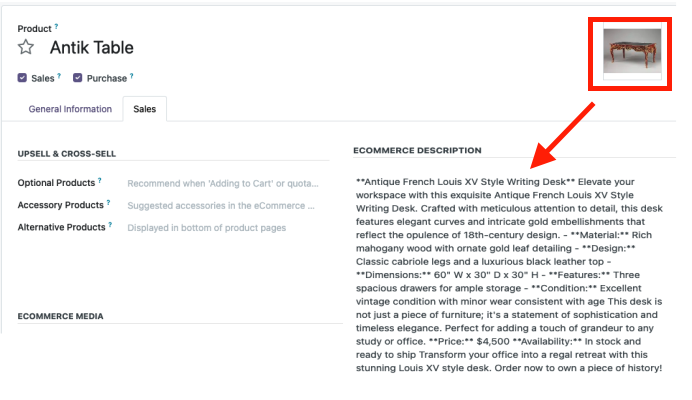 Product ?
Antik Table
Sales ? Purchase ?
General Information Sales
UPSELL & CROSS-SELL
Optional Products ? Recommend when 'Adding to Cart' or quota...
Accessory Products ? Suggested accessories in the eCommerce ...
Alternative Products ? Displayed in bottom of product pages
ECOMMERCE MEDIA
ECOMMERCE DESCRIPTION
**Antique French Louis XV Style Writing Desk** Elevate your
workspace with this exquisite Antique French Louis XV Style
Writing Desk. Crafted with meticulous attention to detail, this desk
features elegant curves and intricate gold embellishments that
reflect the opulence of 18th-century design. - **Material:** Rich
mahogany wood with ornate gold leaf detailing - **Design:**
Classic cabriole legs and a luxurious black leather top -
**Dimensions:** 60" W x 30" D x 30" H - **Features:** Three
spacious drawers for ample storage - **Condition:** Excellent
vintage condition with minor wear consistent with age This desk is
not just a piece of furniture; it's a statement of sophistication and
timeless elegance. Perfect for adding a touch of grandeur to any
study or office. **Price:** $4,500 **Availability:** In stock and
ready to ship Transform your office into a regal retreat with this
stunning Louis XV style desk. Order now to own a piece of history!